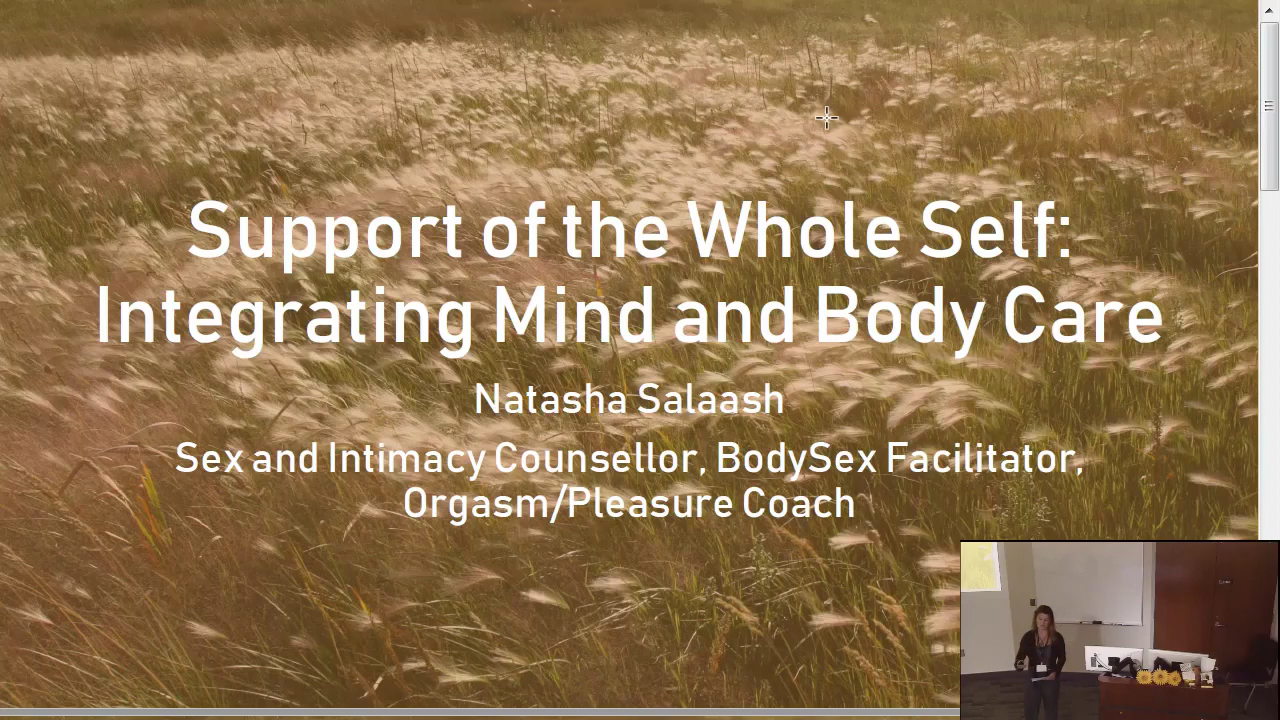 Support of the Whole Self:
Integrating Mind and Body Care
Natasha Salaash
Sex and Intimacy Counsellor, BodySex Facilitator,
Orgasm/Pleasure Coach